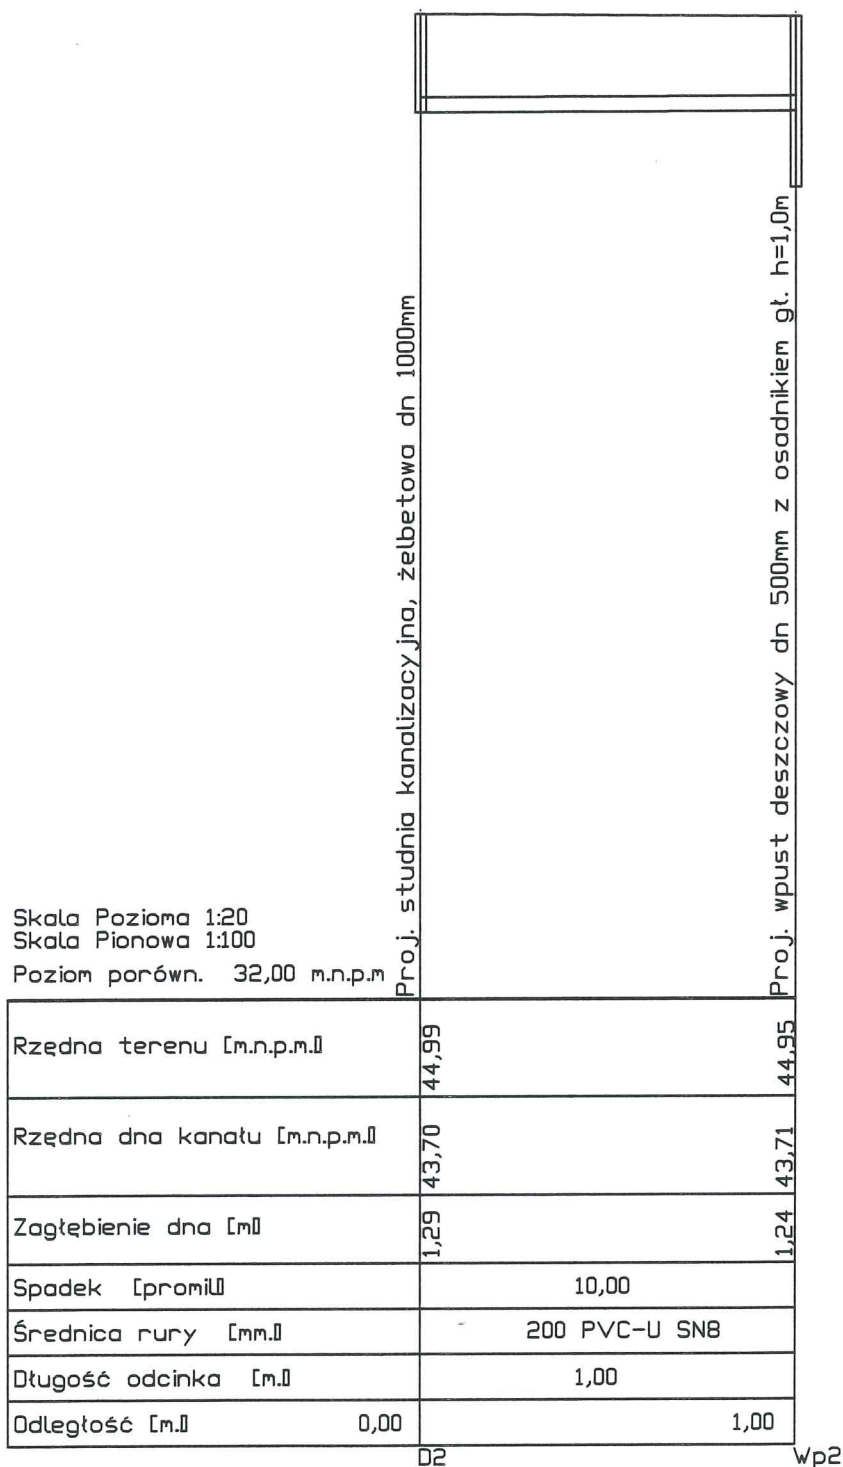 Proj. studnia kanalizacyjna, żelbetowa dn 1000mm
Proj. wpust deszczowy dn 500mm z osadnikiem gł. h=1,0m
Skala Pozioma 1:20
Skala Pionowa 1:100
Poziom porówn. 32,00 m.n.p.m
Rzędna terenu [m.n.p.m.] 44,99 44,95
Rzędna dna kanału [m.n.p.m.] 43,70 43,71
Zagłębienie dna [m] 1,29 1,24
Spadek [promil] 10,00
Średnica rury [mm.] 200 PVC-U SN8
Długość odcinka [m.] 1,00
Odległość [m.] 0,00 1,00
D2 Wp2